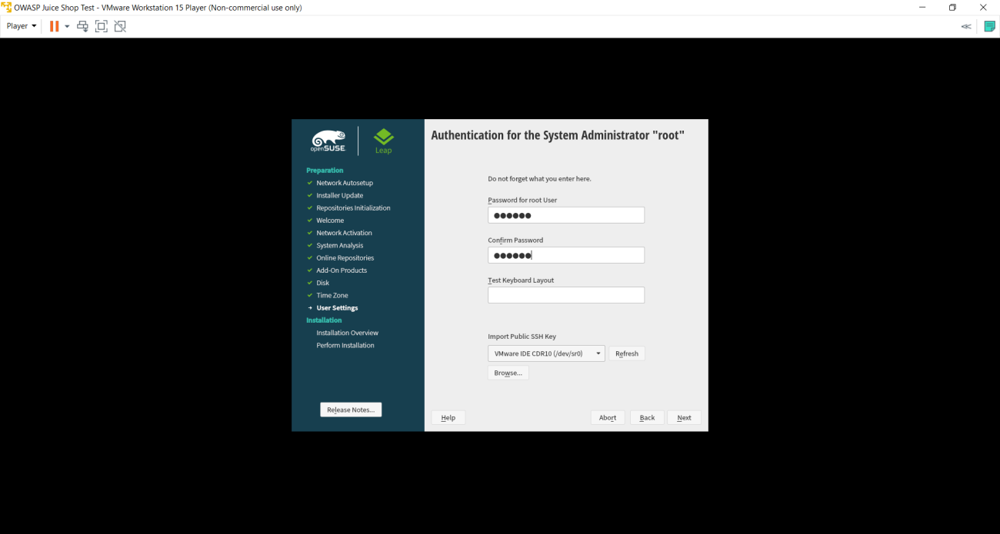 OWASP Juice Shop Test - VMware Workstation 15 Player (Non-commercial use only)
Player
openSUSE
Leap
Preparation
Network Autosetup
Installer Update
Repositories Initialization
Welcome
Network Activation
System Analysis
Online Repositories
Add-On Products
Disk
Time Zone
User Settings
Installation
Installation Overview
Perform Installation
Release Notes...
Authentication for the System Administrator "root"
Do not forget what you enter here.
Password for root User
●●●●●●
Confirm Password
●●●●●●
Test Keyboard Layout
Import Public SSH Key
VMware IDE CDR10 (/dev/sr0)
Refresh
Browse...
Help
Abort
Back
Next